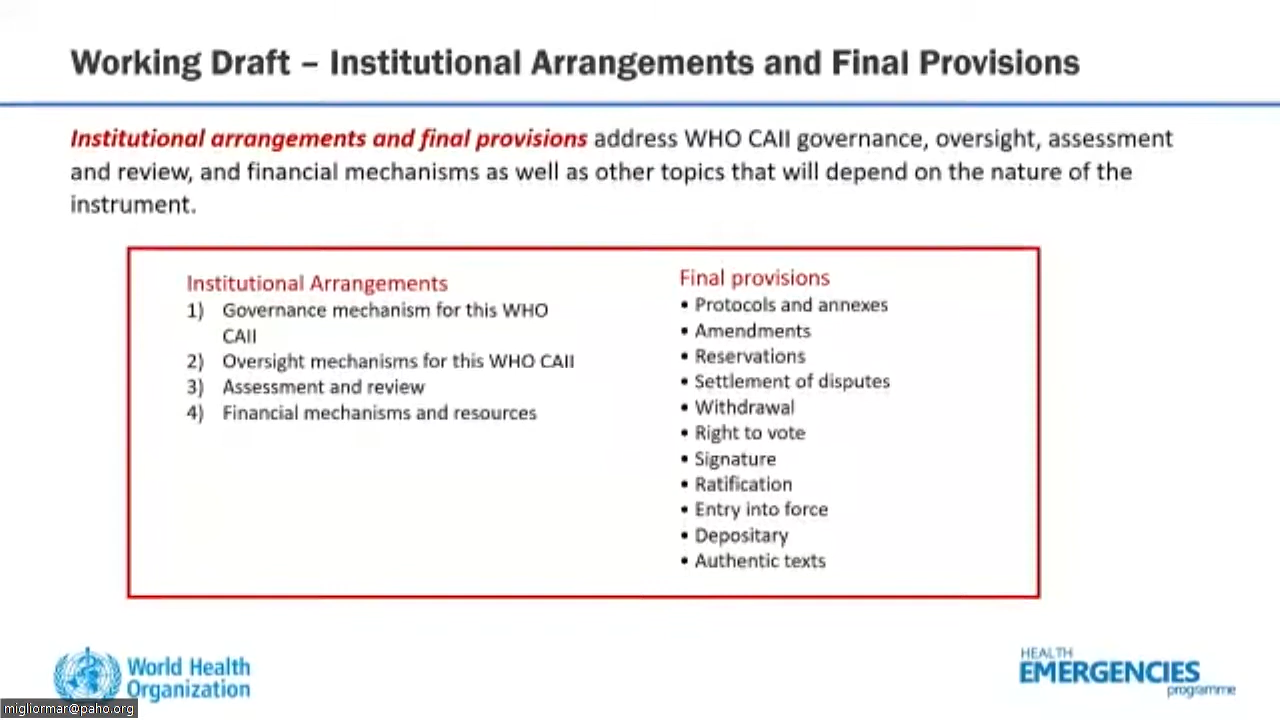 Working Draft – Institutional Arrangements and Final Provisions
Institutional arrangements and final provisions address WHO CAII governance, oversight, assessment
and review, and financial mechanisms as well as other topics that will depend on the nature of the
instrument.
Institutional Arrangements
1) Governance mechanism for this WHO
CAII
2) Oversight mechanisms for this WHO CAII
3) Assessment and review
4) Financial mechanisms and resources
Final provisions
• Protocols and annexes
• Amendments
• Reservations
• Settlement of disputes
• Withdrawal
• Right to vote
• Signature
• Ratification
• Entry into force
• Depositary
• Authentic texts
World Health
Organization
HEALTH
EMERGENCIES
programme
migliormar@paho.org